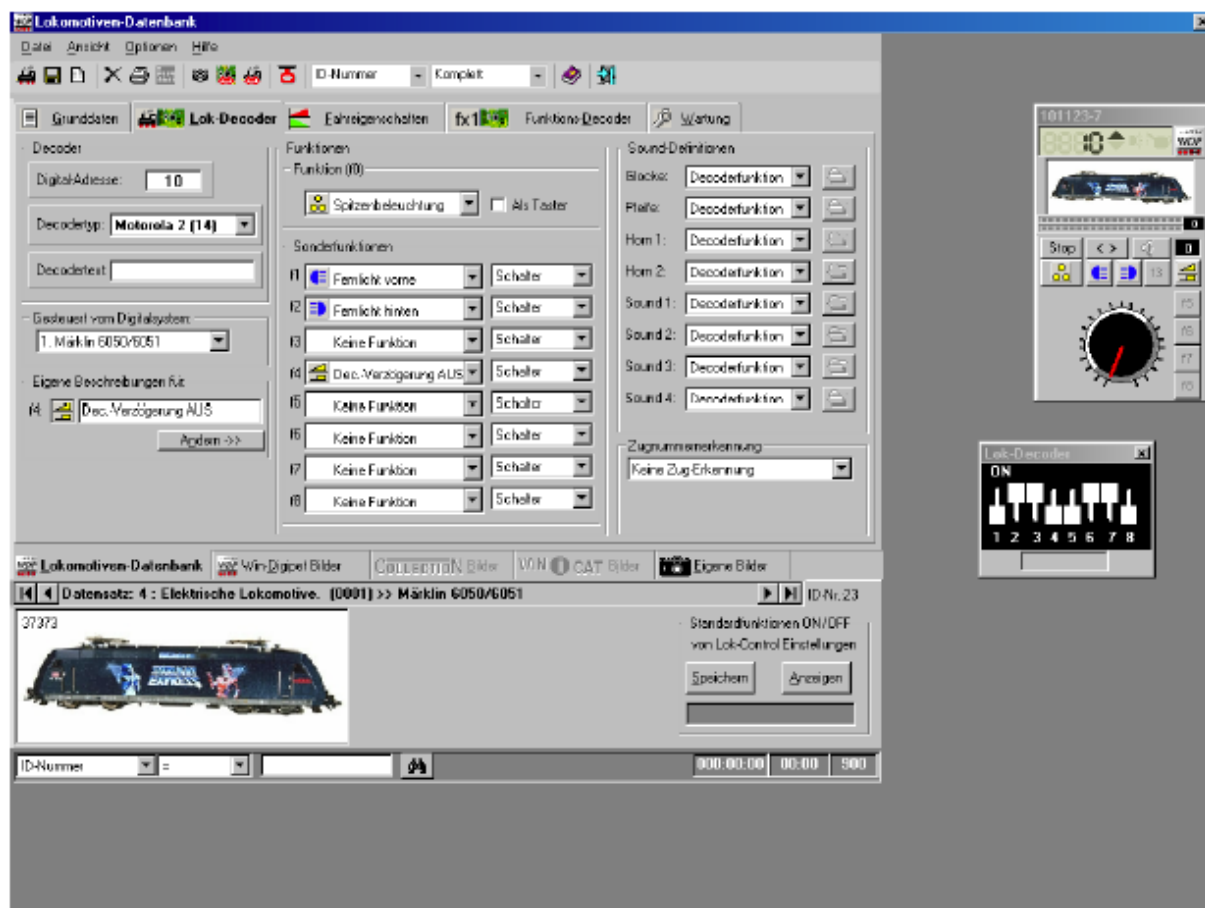 Lokomotiven-Datenbank
Datei Ansicht Optionen Hilfe
ID-Nummer Komplett
Grunddaten Lok-Decoder Fahreigenschaften fx1 Funktions-Decoder Wartung
Decoder
Digital-Adresse: 10
Decodertyp: Motorola 2 (14)
Decodertext
Gesteuert vom Digitalsystem:
1. Märklin 6050/6051
Eigene Beschreibungen für:
f4: Dec.-Verzögerung AUS
Ändern ->>
Funktionen
Funktion (f0)
Spitzenbeleuchtung Als Taster
Sonderfunktionen
f1 Fernlicht vorne Schalter
f2 Fernlicht hinten Schalter
f3 Keine Funktion Schalter
f4 Dec.-Verzögerung AUS Schalter
f5 Keine Funktion Schalter
f6 Keine Funktion Schalter
f7 Keine Funktion Schalter
f8 Keine Funktion Schalter
Sound-Definitionen
Glocke: Decoderfunktion
Pfeife: Decoderfunktion
Horn 1: Decoderfunktion
Horn 2: Decoderfunktion
Sound 1: Decoderfunktion
Sound 2: Decoderfunktion
Sound 3: Decoderfunktion
Sound 4: Decoderfunktion
Zugnummernerkennung
Keine Zug-Erkennung
Lokomotiven-Datenbank Win-Digipet Bilder COLLECTION Bilder VON CAT Bilder Eigene Bilder
Datensatz: 4 : Elektrische Lokomotive. (0001) >> Märklin 6050/6051 ID-Nr.:23
37373
Standardfunktionen ON/OFF
von Lok-Control Einstellungen
Speichern Anzeigen
ID-Nummer =
000:00:00 00:00 900
101123-7
10
WDP
0
Stop < > 0
13
f5
f6
f7
f8
Lok-Decoder
ON
1 2 3 4 5 6 7 8